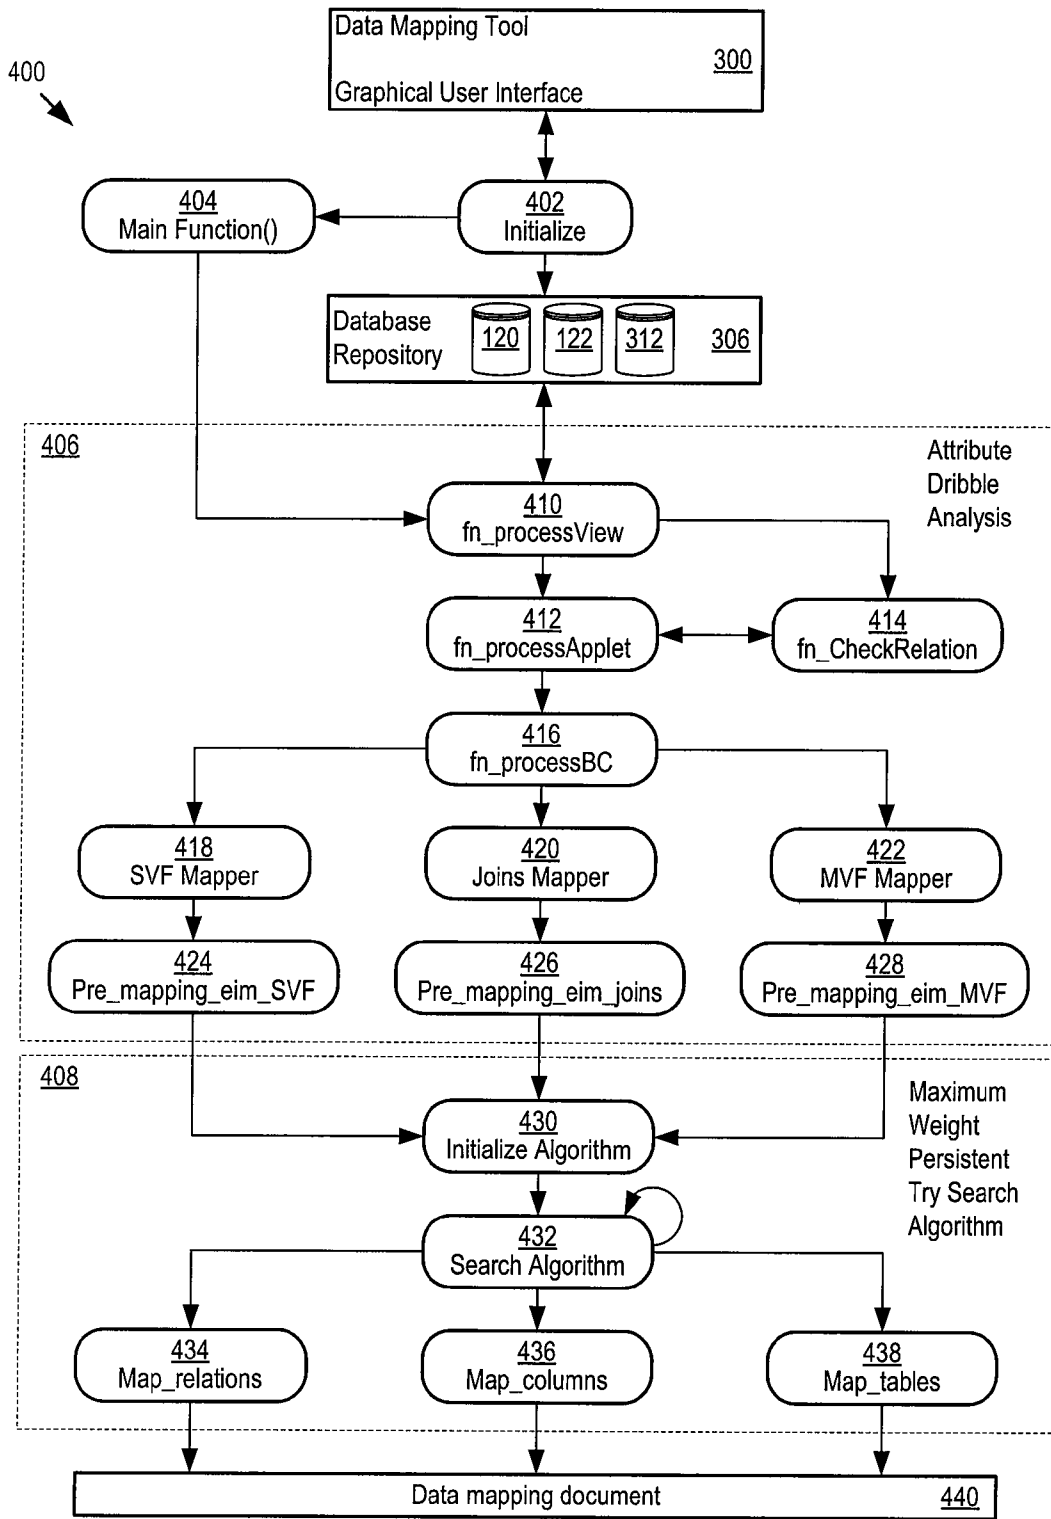 Data Mapping Tool
300
Graphical User Interface
400
404
Main Function()
402
Initialize
Database
Repository
120
122
312
306
406
Attribute
Dribble
Analysis
410
fn_processView
412
fn_processApplet
414
fn_CheckRelation
416
fn_processBC
418
SVF Mapper
420
Joins Mapper
422
MVF Mapper
424
Pre_mapping_eim_SVF
426
Pre_mapping_eim_joins
428
Pre_mapping_eim_MVF
408
Maximum
Weight
Persistent
Try Search
Algorithm
430
Initialize Algorithm
432
Search Algorithm
434
Map_relations
436
Map_columns
438
Map_tables
Data mapping document
440